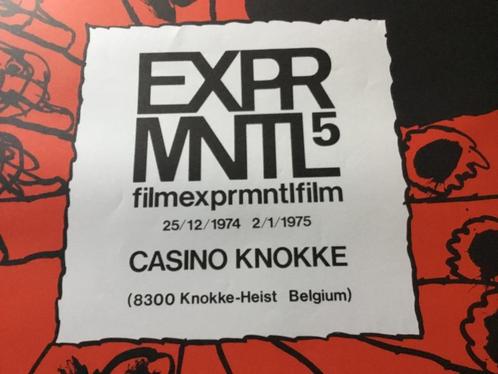 EXPR
MNTL5
filmexprmntlfilm
25/12/1974 2/1/1975
CASINO KNOKKE
(8300 Knokke-Heist Belgium)